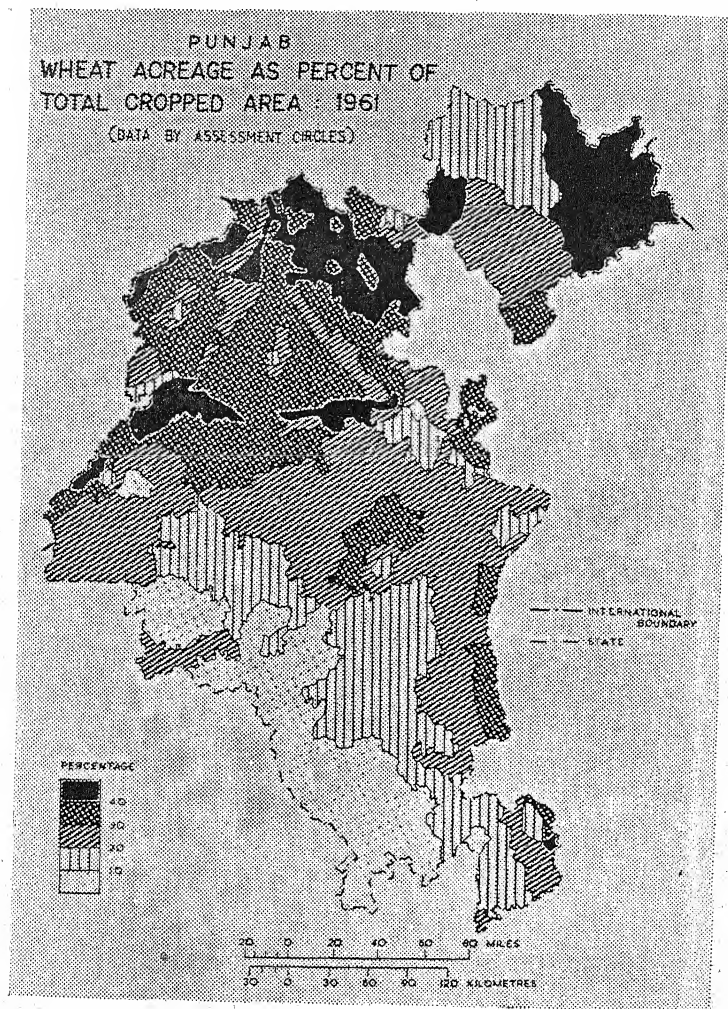 PUNJAB
WHEAT ACREAGE AS PERCENT OF
TOTAL CROPPED AREA : 1961
(DATA BY ASSESSMENT CIRCLES)
INTERNATIONAL
BOUNDARY
STATE
PERCENTAGE
40
30
20
10
20 0 20 40 60 80 MILES
30 0 30 60 90 120 KILOMETRES